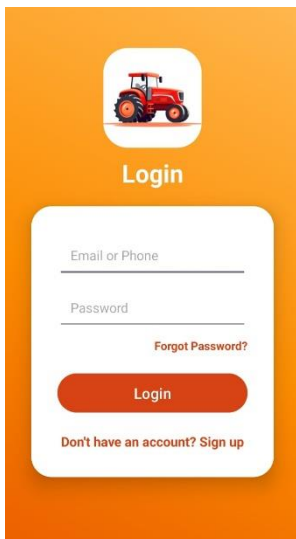 Login
Email or Phone
Password
Forgot Password?
Login
Don't have an account? Sign up